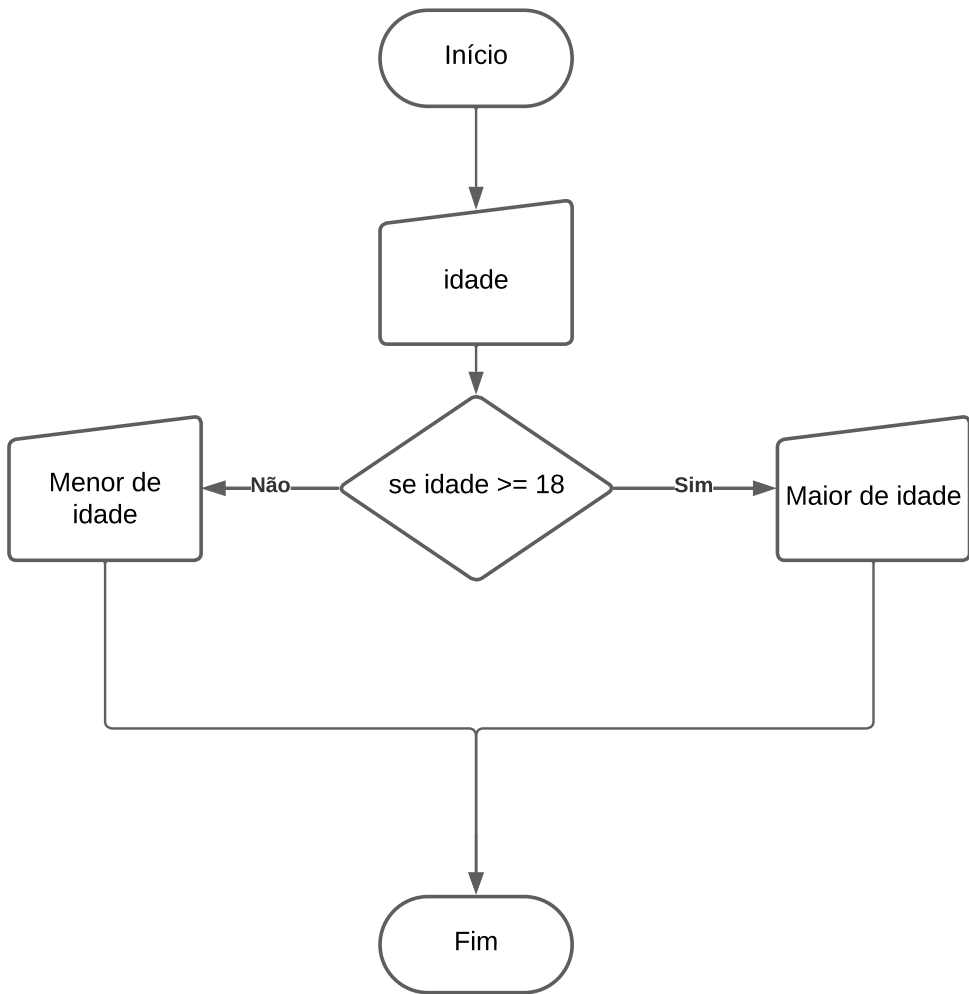 Início
idade
se idade >= 18
Não
Sim
Menor de
idade
Maior de idade
Fim